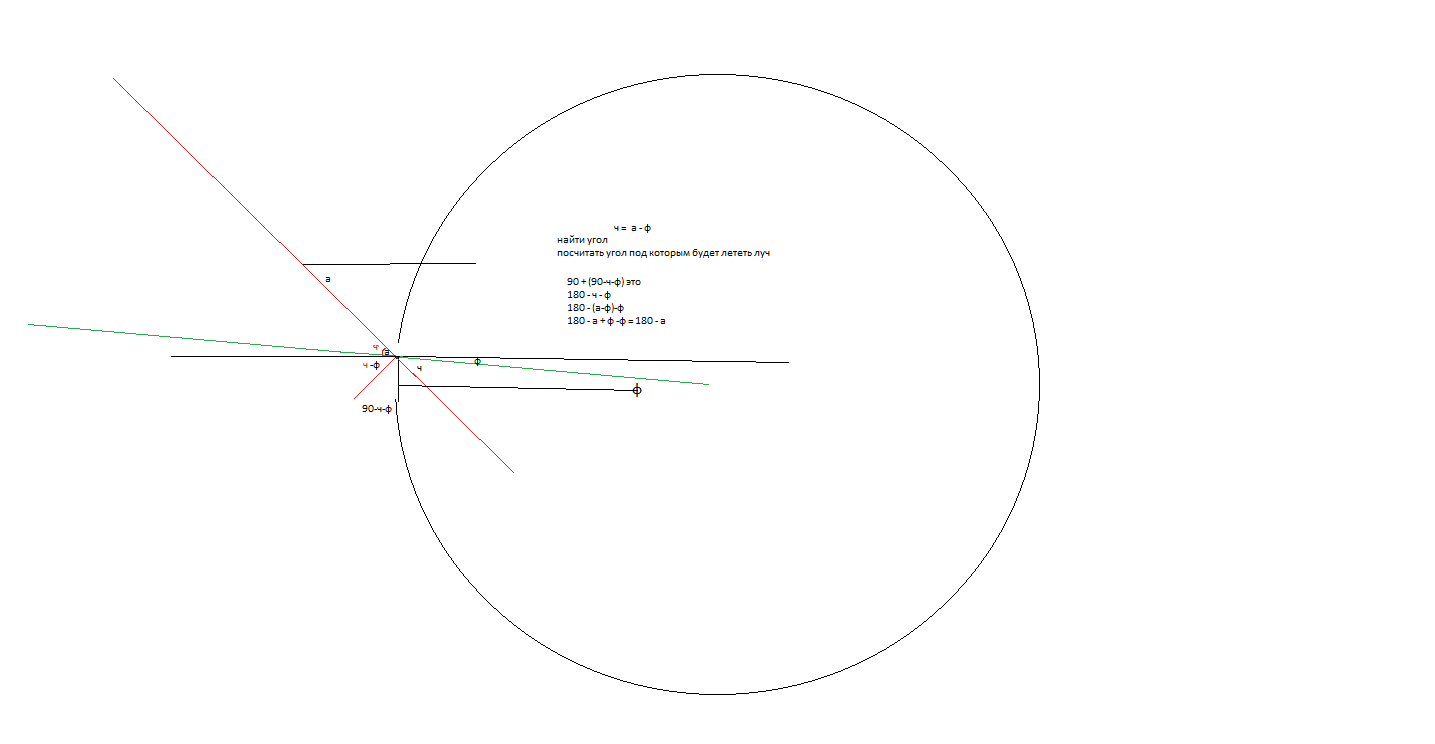 ч = а - ф
найти угол
посчитать угол под которым будет лететь луч
а
90 + (90-ч-ф) это
180 - ч - ф
180 - (а-ф)-ф
180 - а + ф -ф = 180 - а
ч (а
ф
ч -ф
ч
ф
90-ч-ф